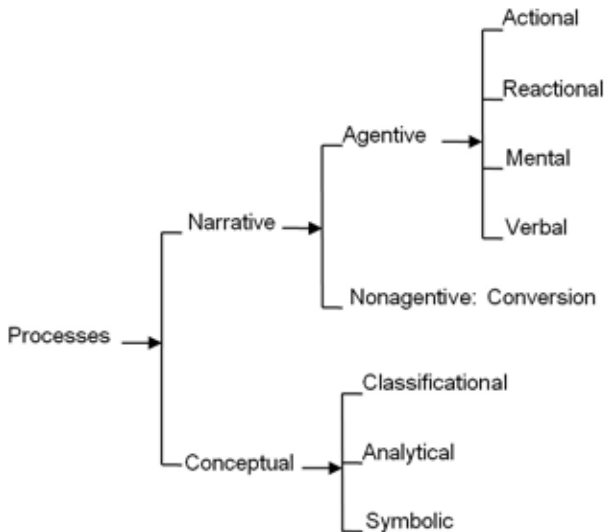 Actional
Reactional
Agentive
Mental
Narrative
Verbal
Nonagentive: Conversion
Processes
Classificational
Conceptual
Analytical
Symbolic